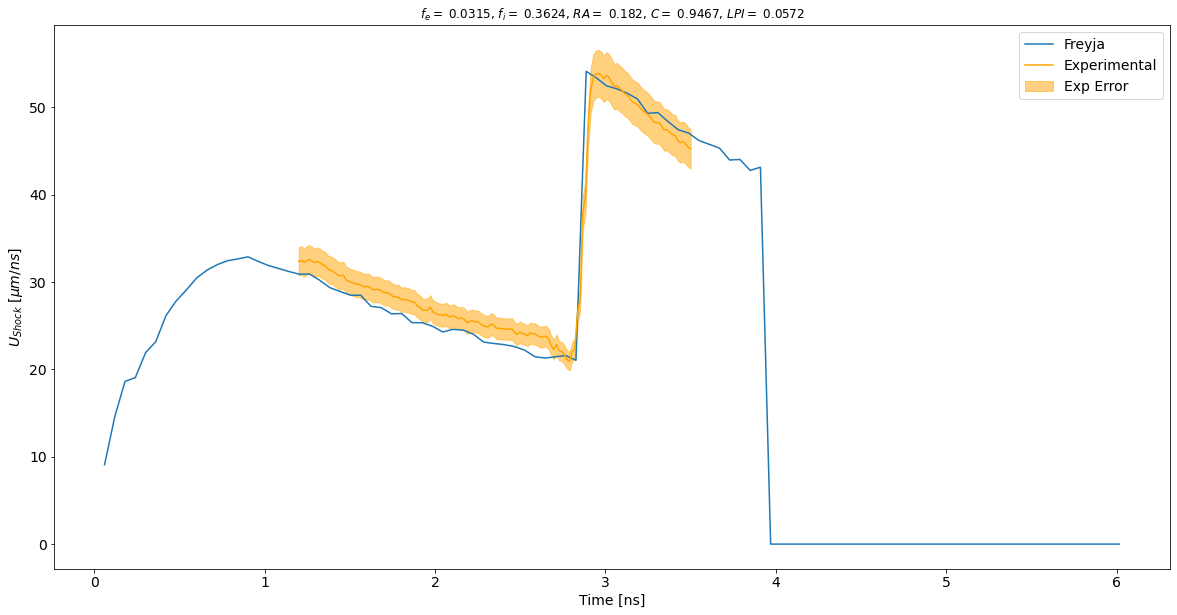 f_e = 0.0315, f_i = 0.3624, RA = 0.182, C = 0.9467, LPI = 0.0572
Freyja
Experimental
Exp Error
50
40
30
20
10
0
U_Shock [μm/ns]
0 1 2 3 4 5 6
Time [ns]